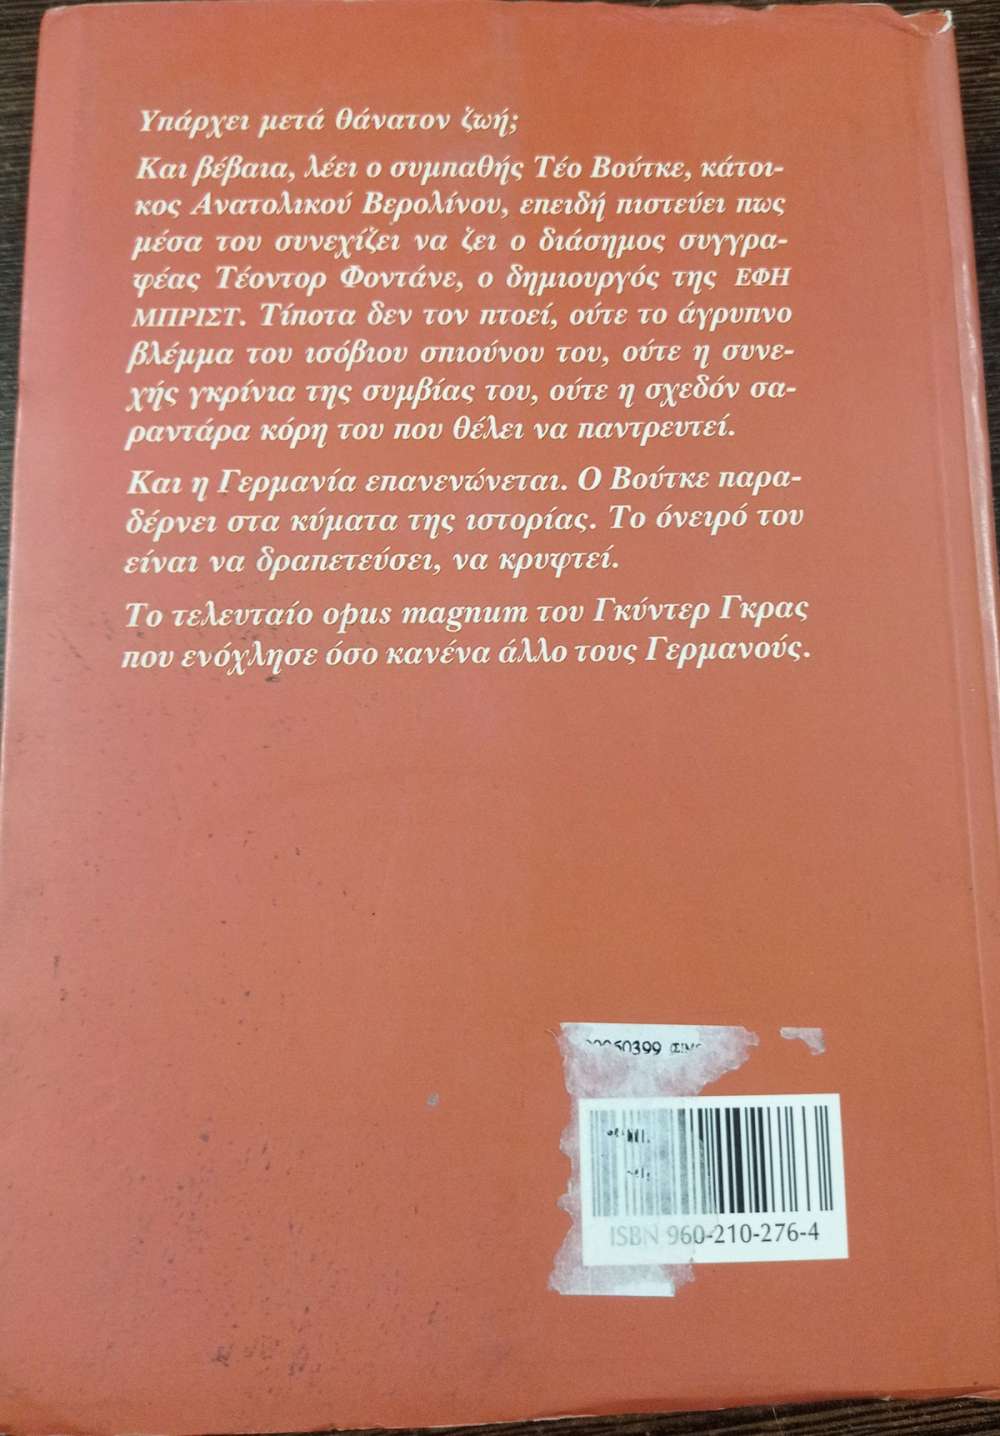 Υπάρχει μετά θάνατον ζωή;
Και βέβαια, λέει ο συμπαθής Τέο Βούτκε, κάτοι-
κος Ανατολικού Βερολίνου, επειδή πιστεύει πως
μέσα του συνεχίζει να ζει ο διάσημος συγγρα-
φέας Τέοντορ Φοντάνε, ο δημιουργός της ΕΦΗ
ΜΠΡΙΣΤ. Τίποτα δεν τον πτοεί, ούτε το άγρυπνο
βλέμμα του ισόβιου σπιούνου του, ούτε η συνε-
χής γκρίνια της συμβίας του, ούτε η σχεδόν σα-
ραντάρα κόρη του που θέλει να παντρευτεί.
Και η Γερμανία επανενώνεται. Ο Βούτκε παρα-
δέρνει στα κύματα της ιστορίας. Το όνειρό του
είναι να δραπετεύσει, να κρυφτεί.
Το τελευταίο opus magnum του Γκύντερ Γκρας
που ενόχλησε όσο κανένα άλλο τους Γερμανούς.
ISBN 960-210-276-4